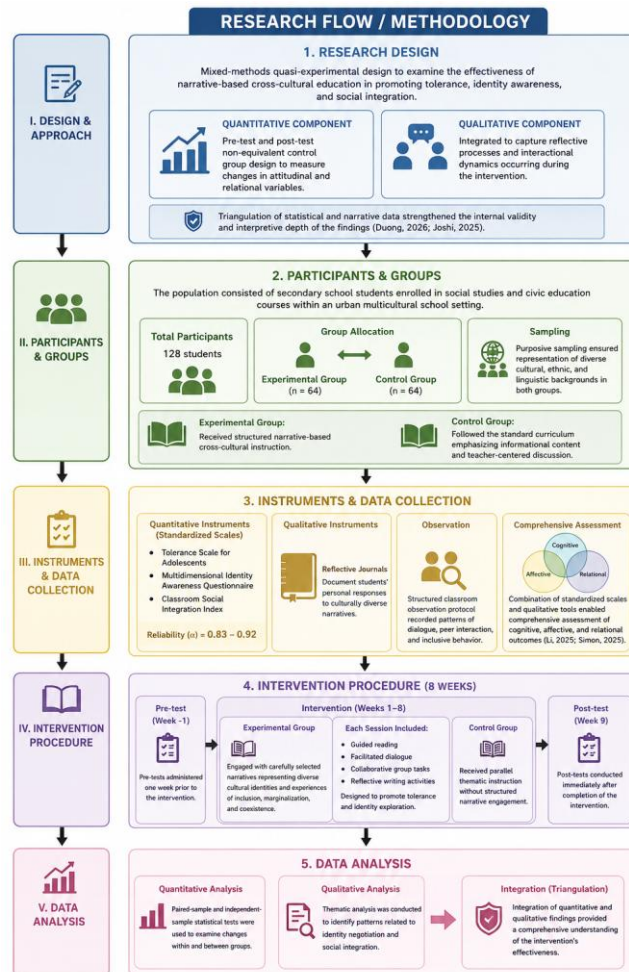 RESEARCH FLOW / METHODOLOGY
I. DESIGN &
APPROACH
1. RESEARCH DESIGN
Mixed-methods quasi-experimental design to examine the effectiveness of
narrative-based cross-cultural education in promoting tolerance, identity awareness,
and social integration.
QUANTITATIVE COMPONENT
Pre-test and post-test
non-equivalent control
group design to measure
changes in attitudinal and
relational variables.
QUALITATIVE COMPONENT
Integrated to capture reflective
processes and interactional
dynamics occurring during
the intervention.
Triangulation of statistical and narrative data strengthened the internal validity
and interpretive depth of the findings (Duong, 2026; Joshi, 2025).
II. PARTICIPANTS
& GROUPS
2. PARTICIPANTS & GROUPS
The population consisted of secondary school students enrolled in social studies and civic education
courses within an urban multicultural school setting.
Total Participants
128 students
Group Allocation
Experimental Group
(n = 64)
Control Group
(n = 64)
Sampling
Purposive sampling ensured
representation of diverse
cultural, ethnic, and
linguistic backgrounds in
both groups.
Experimental Group:
Received structured narrative-based
cross-cultural instruction.
Control Group:
Followed the standard curriculum
emphasizing informational content
and teacher-centered discussion.
III. INSTRUMENTS
& DATA
COLLECTION
3. INSTRUMENTS & DATA COLLECTION
Quantitative Instruments
(Standardized Scales)
• Tolerance Scale for
Adolescents
• Multidimensional Identity
Awareness Questionnaire
• Classroom Social
Integration Index
Reliability (α) = 0.83 – 0.92
Qualitative Instruments
Reflective Journals
Document students'
personal responses
to culturally diverse
narratives.
Observation
Structured classroom
observation protocol
recorded patterns of
dialogue, peer interaction,
and inclusive behavior.
Comprehensive Assessment
Cognitive
Affective
Relational
Combination of standardized scales
and qualitative tools enabled
comprehensive assessment of
cognitive, affective, and relational
outcomes (Li, 2025; Simon, 2025).
IV. INTERVENTION
PROCEDURE
4. INTERVENTION PROCEDURE (8 WEEKS)
Pre-test
(Week -1)
Pre-tests administered
one week prior to
the intervention.
Intervention (Weeks 1–8)
Experimental Group
Engaged with carefully selected
narratives representing diverse
cultural identities and experiences
of inclusion, marginalization,
and coexistence.
Each Session Included:
• Guided reading
• Facilitated dialogue
• Collaborative group tasks
• Reflective writing activities
Designed to promote tolerance
and identity exploration.
Control Group
Received parallel
thematic instruction
without structured
narrative engagement.
Post-test
(Week 9)
Post-tests conducted
immediately after
completion of the
intervention.
V. DATA
ANALYSIS
5. DATA ANALYSIS
Quantitative Analysis
Paired-sample and independent-
sample statistical tests were
used to examine changes
within and between groups.
Qualitative Analysis
Thematic analysis was conducted
to identify patterns related to
identity negotiation and
social integration.
Integration (Triangulation)
Integration of quantitative and
qualitative findings provided
a comprehensive understanding
of the intervention's
effectiveness.